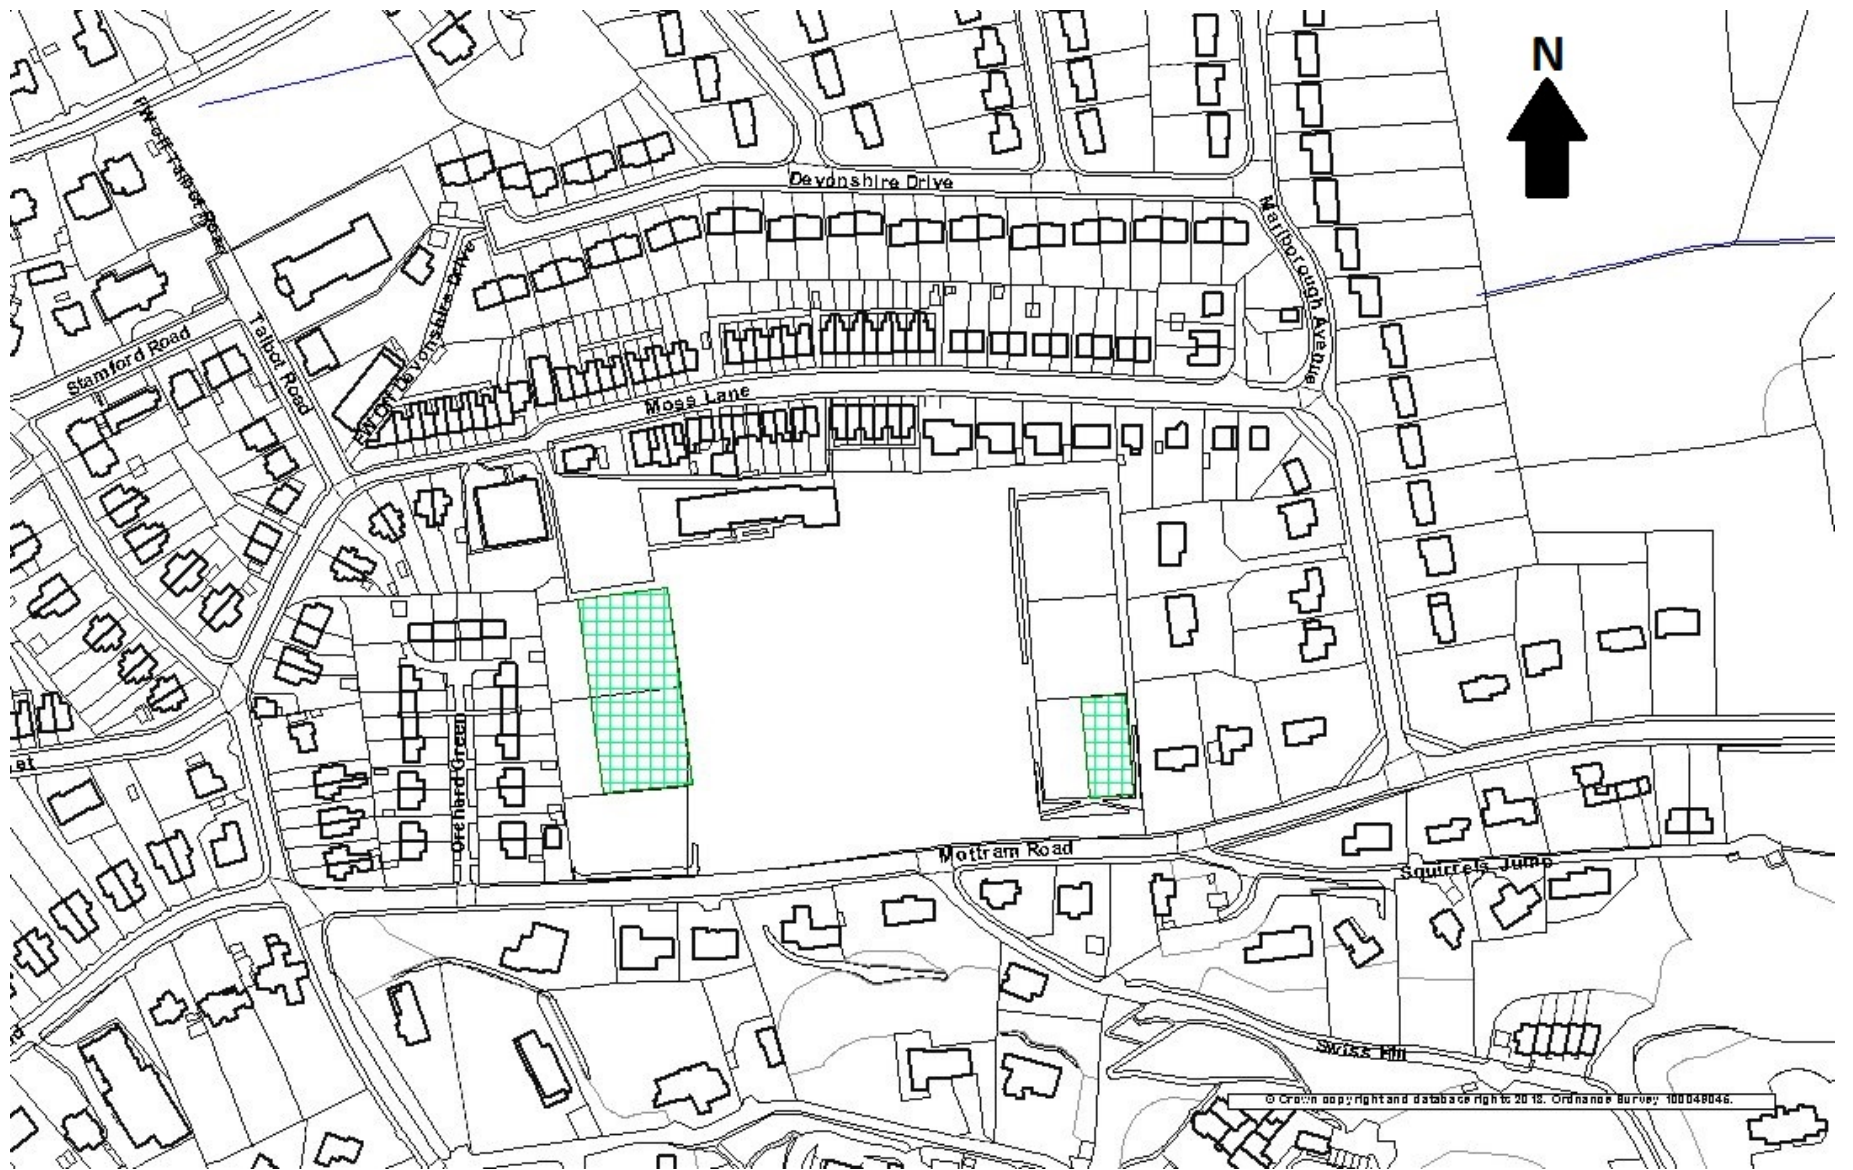 N
Devonshire Drive
Marlborough Avenue
Stamford Road
Talbot Road
Moss Lane
Orchard Green
Mottram Road
Squirrels Jump
Swiss Hill
© Crown copyright and database rights 2018. Ordnance Survey 100049046.